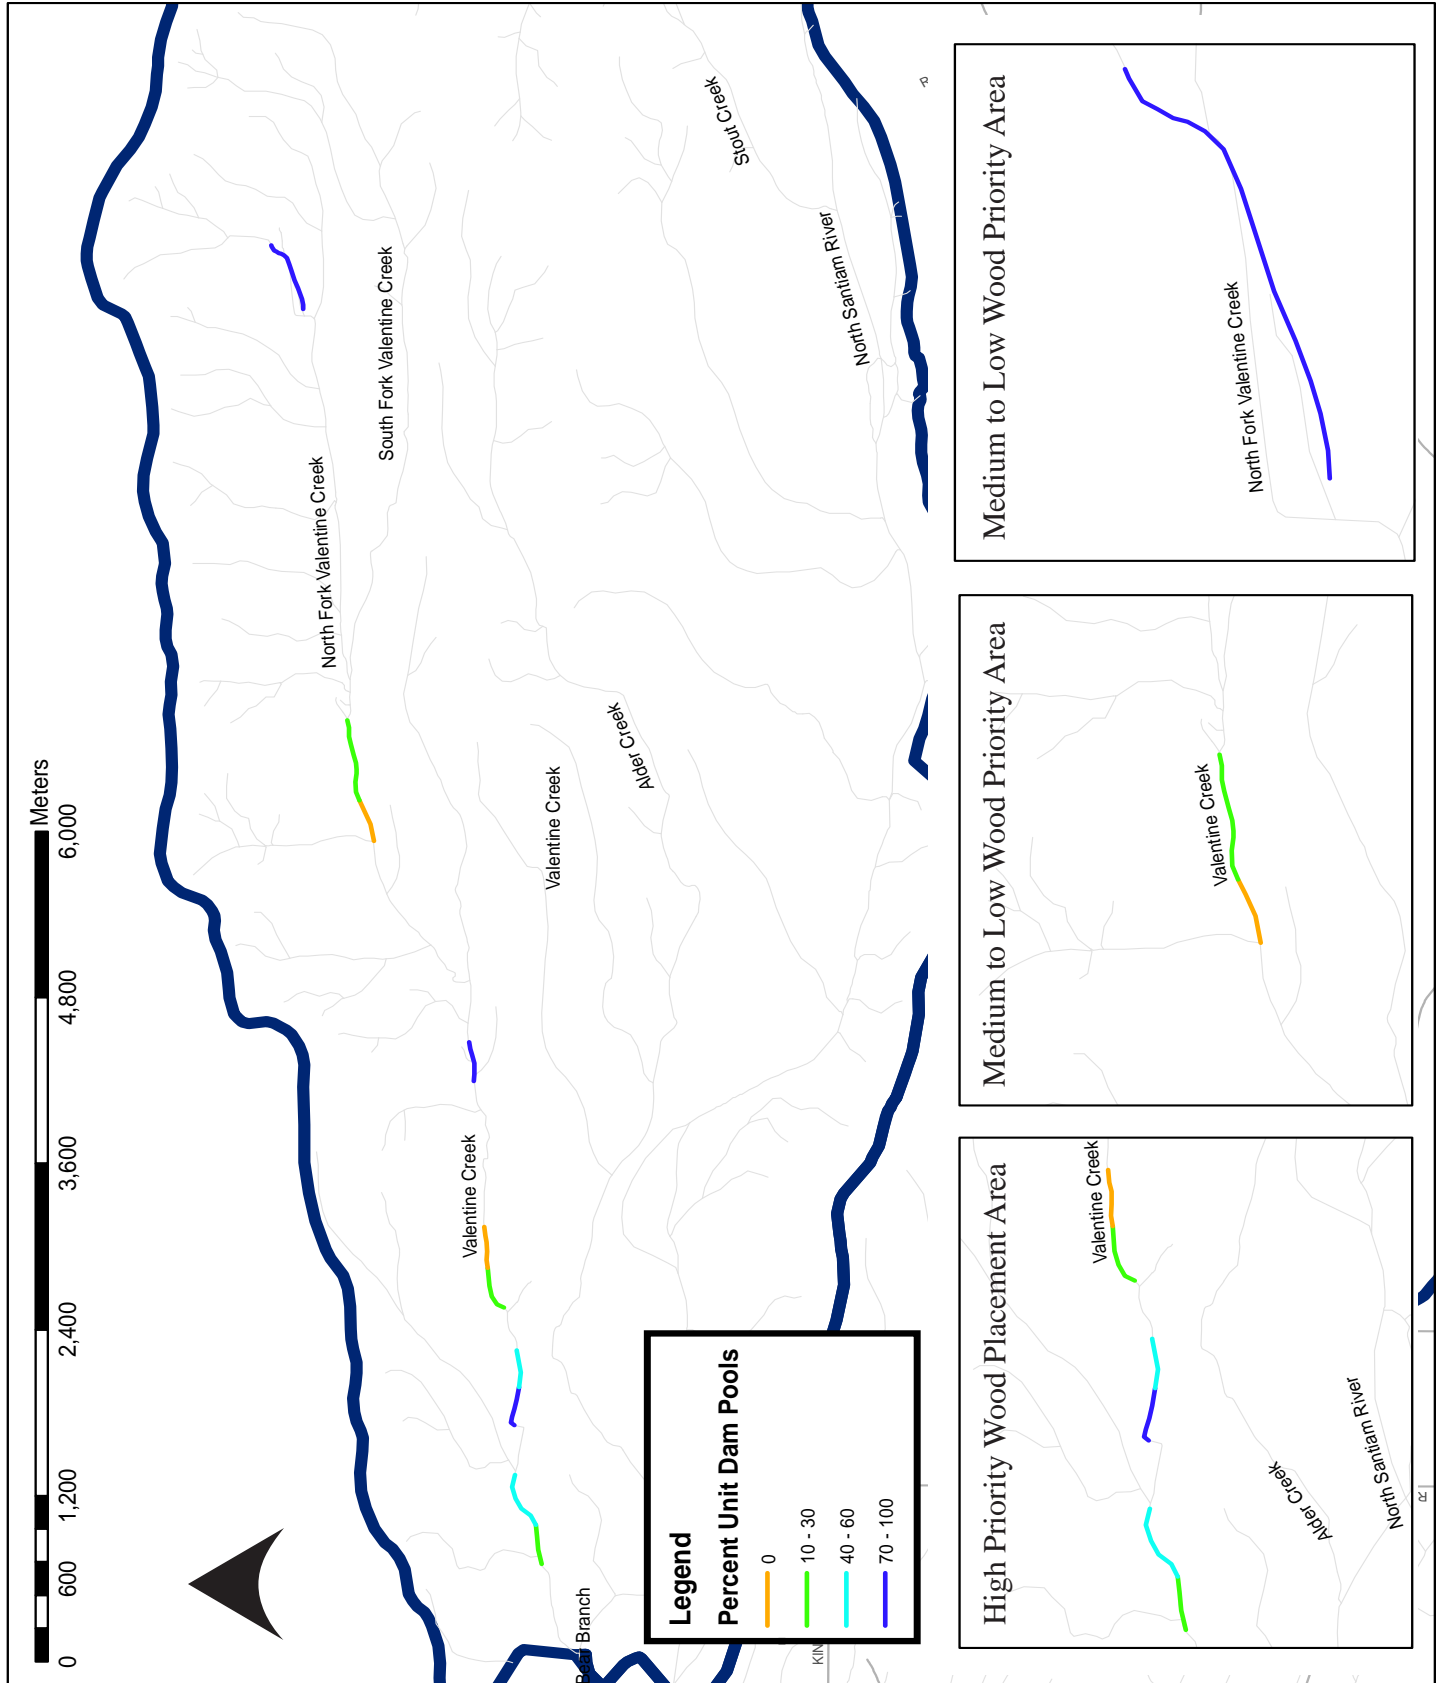 0
600
1,200
2,400
3,600
4,800
6,000
Meters
North Fork Valentine Creek
South Fork Valentine Creek
Valentine Creek
Valentine Creek
Alder Creek
Stout Creek
North Santiam River
Bear Branch
KIN
R
Legend
Percent Unit Dam Pools
0
10 - 30
40 - 60
70 - 100
High Priority Wood Placement Area
Valentine Creek
Alder Creek
North Santiam River
R
Medium to Low Wood Priority Area
Valentine Creek
Medium to Low Wood Priority Area
North Fork Valentine Creek